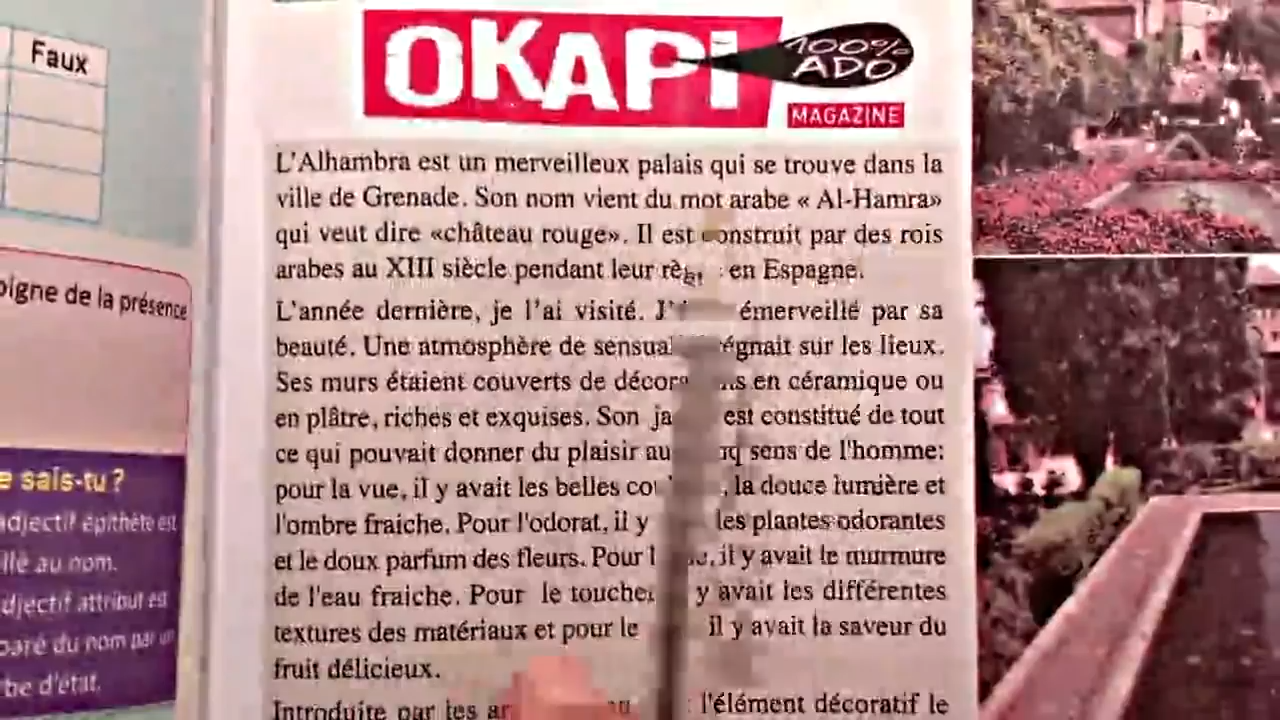 Faux
oigne de la présence
e sais-tu ?
adjectif épithète est
llé au nom.
djectif attribut est
paré du nom par un
be d'état.
OKAPI
100%
ADO
MAGAZINE
L'Alhambra est un merveilleux palais qui se trouve dans la
ville de Grenade. Son nom vient du mot arabe « Al-Hamra»
qui veut dire «château rouge». Il est construit par des rois
arabes au XIII siècle pendant leur en Espagne.
L'année dernière, je l'ai visité. émerveillé par sa
beauté. Une atmosphère de régnait sur les lieux.
Ses murs étaient couverts de en céramique ou
en plâtre, riches et exquises. Son est constitué de tout
ce qui pouvait donner du plaisir sens de l'homme:
pour la vue, il y avait les belles la douce lumière et
l'ombre fraiche. Pour l'odorat, il y les plantes odorantes
et le doux parfum des fleurs. Pour il y avait le murmure
de l'eau fraiche. Pour le y avait les différentes
textures des matériaux et pour le il y avait la saveur du
fruit délicieux.
Introduite par les l'élément décoratif le